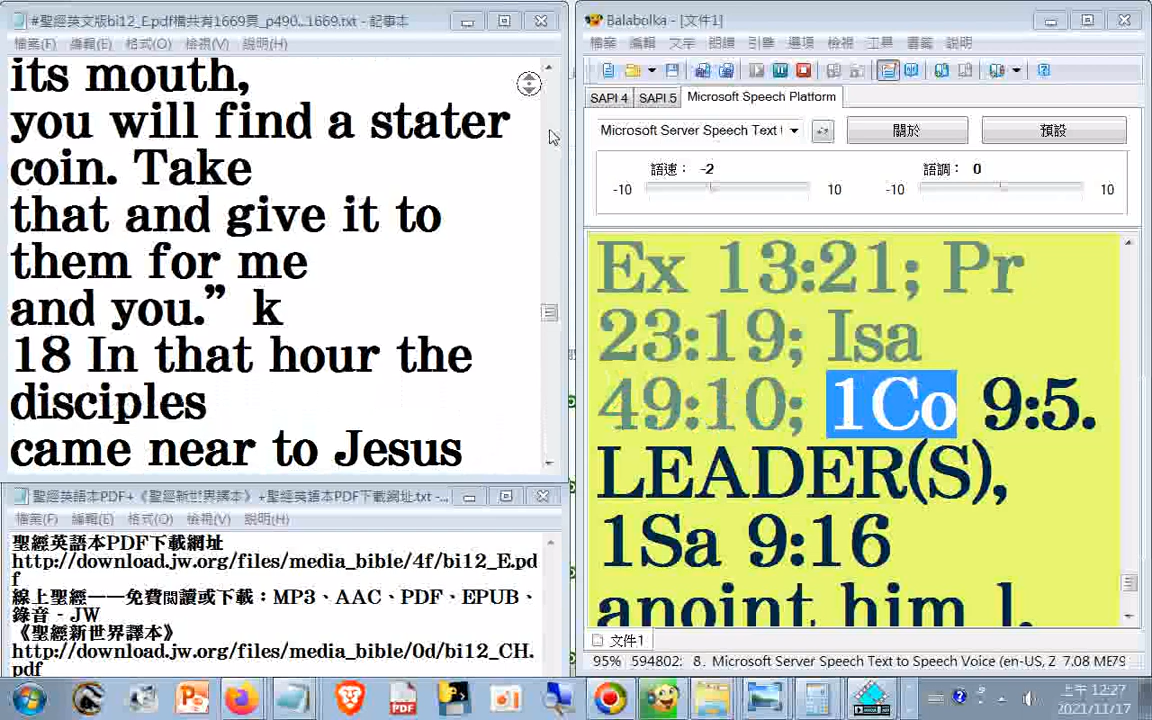 #聖經英文版bi12_E.pdf檔共有1669頁_p490..1669.txt - 記事本
檔案(F) 編輯(E) 格式(O) 檢視(V) 說明(H)
its mouth,
you will find a stater
coin. Take
that and give it to
them for me
and you.” k
18 In that hour the
disciples
came near to Jesus
聖經英語本PDF+《聖經新世界譯本》+聖經英語本PDF下載網址.txt - ...
檔案(F) 編輯(E) 格式(O) 檢視(V) 說明(H)
聖經英語本PDF下載網址
http://download.jw.org/files/media_bible/4f/bi12_E.pd
f
線上聖經——免費閱讀或下載：MP3、AAC、PDF、EPUB、
錄音 - JW
《聖經新世界譯本》
http://download.jw.org/files/media_bible/0d/bi12_CH.
pdf
Balabolka - [文件1]
檔案 編輯 文字 朗讀 引擎 選項 檢視 工具 書籤 說明
SAPI 4 SAPI 5 Microsoft Speech Platform
Microsoft Server Speech Text 關於 預設
語速： -2 語調： 0
-10 10 -10 10
Ex 13:21; Pr
23:19; Isa
49:10; 1Co 9:5.
LEADER(S),
1Sa 9:16
anoint him l.
文件1
95% 594802: 8. Microsoft Server Speech Text to Speech Voice (en-US, Z 7.08 ME
上午 12:27
2021/11/17